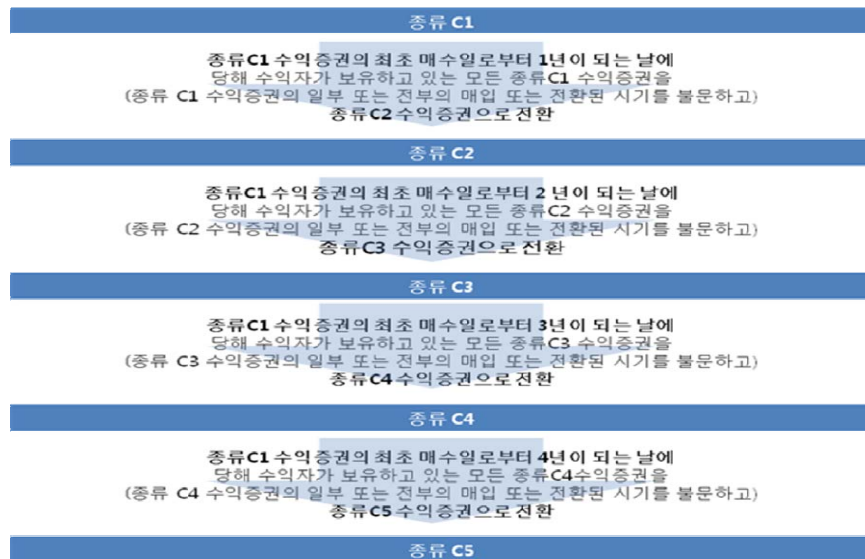 종류 C1
종류C1 수익증권의 최초 매수일로부터 1년이 되는 날에
당해 수익자가 보유하고 있는 모든 종류C1 수익증권을
(종류 C1 수익증권의 일부 또는 전부의 매입 또는 전환된 시기를 불문하고)
종류C2 수익증권으로 전환
종류 C2
종류C1 수익증권의 최초 매수일로부터 2 년이 되는 날에
당해 수익자가 보유하고 있는 모든 종류C2 수익증권을
(종류 C2 수익증권의 일부 또는 전부의 매입 또는 전환된 시기를 불문하고)
종류C3 수익증권으로 전환
종류 C3
종류C1 수익증권의 최초 매수일로부터 3년이 되는 날에
당해 수익자가 보유하고 있는 모든 종류C3 수익증권을
(종류 C3 수익증권의 일부 또는 전부의 매입 또는 전환된 시기를 불문하고)
종류C4 수익증권으로 전환
종류 C4
종류C1 수익증권의 최초 매수일로부터 4년이 되는 날에
당해 수익자가 보유하고 있는 모든 종류C4수익증권을
(종류 C4 수익증권의 일부 또는 전부의 매입 또는 전환된 시기를 불문하고)
종류C5 수익증권으로 전환
종류 C5